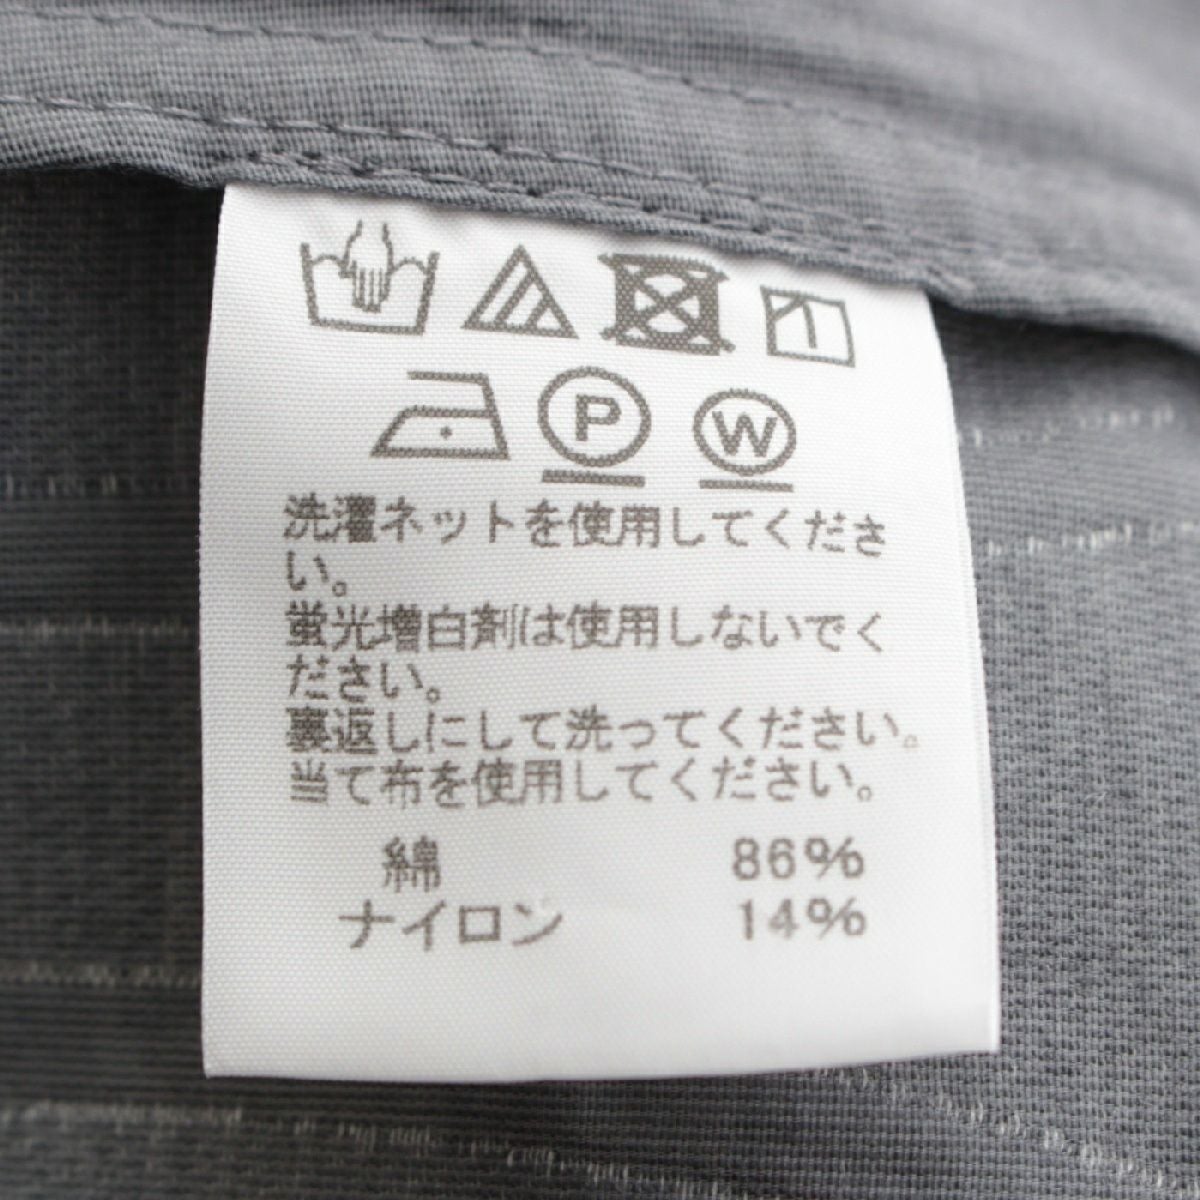 P W
洗濯ネットを使用してくださ
い。
蛍光増白剤は使用しないでく
ださい。
裏返しにして洗ってください。
当て布を使用してください。
綿 86%
ナイロン 14%